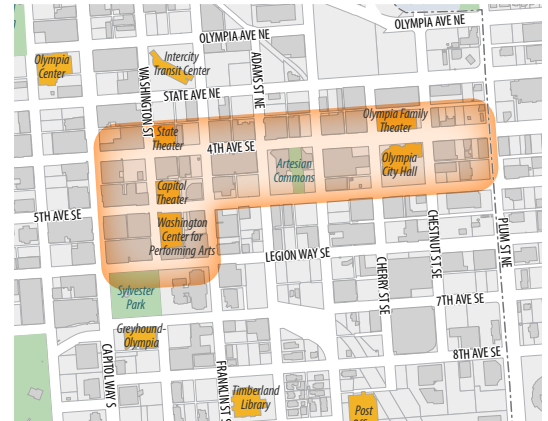 OLYMPIA AVE NE
OLYMPIA AVE NE
Intercity
Transit Center
Olympia
Center
ADAMS ST NE
WASHINGTON ST
STATE AVE NE
Olympia Family
Theater
State
Theater
4TH AVE SE
Artesian
Commons
Olympia
City Hall
Capitol
Theater
5TH AVE SE
Washington
Center for
Performing Arts
CHESTNUT ST SE
PLUM ST NE
LEGION WAY SE
CHERRY ST SE
Sylvester
Park
7TH AVE SE
Greyhound-
Olympia
8TH AVE SE
CAPITOL WAY S
FRANKLIN ST S
Timberland
Library
Post